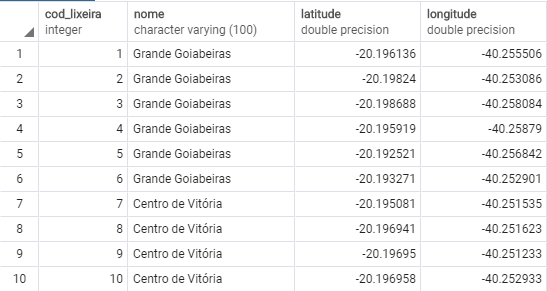 cod_lixeira nome latitude longitude
integer character varying (100) double precision double precision
1 1 Grande Goiabeiras -20.196136 -40.255506
2 2 Grande Goiabeiras -20.19824 -40.253086
3 3 Grande Goiabeiras -20.198688 -40.258084
4 4 Grande Goiabeiras -20.195919 -40.25879
5 5 Grande Goiabeiras -20.192521 -40.256842
6 6 Grande Goiabeiras -20.193271 -40.252901
7 7 Centro de Vitória -20.195081 -40.251535
8 8 Centro de Vitória -20.196941 -40.251623
9 9 Centro de Vitória -20.19695 -40.251233
10 10 Centro de Vitória -20.196958 -40.252933